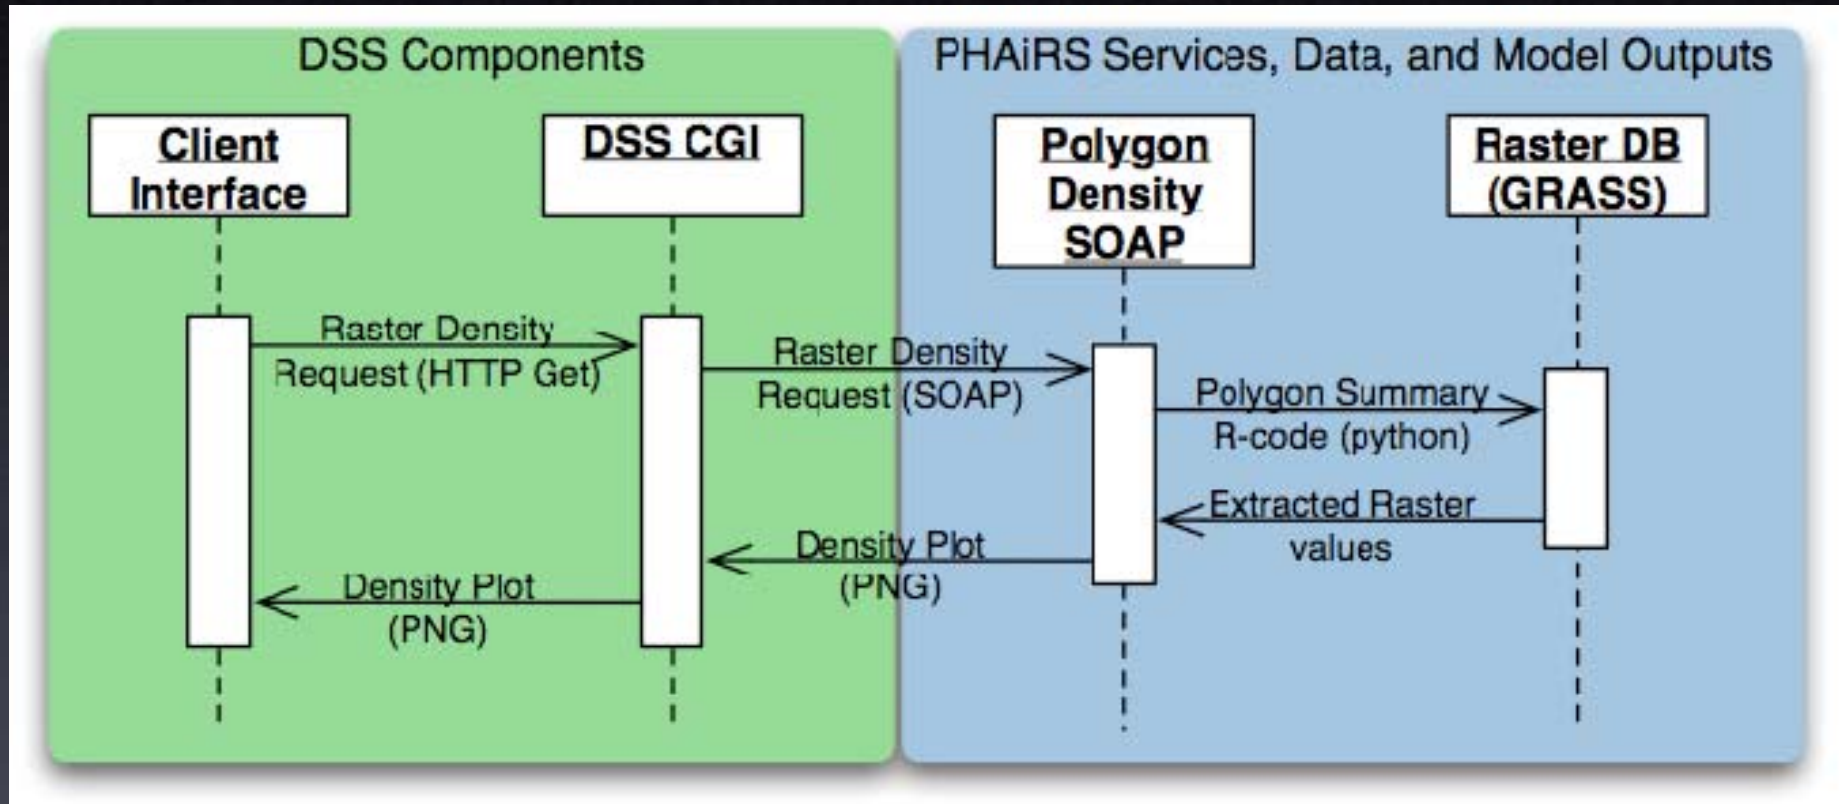 DSS Components
PHAiRS Services, Data, and Model Outputs
Client
Interface
DSS CGI
Polygon
Density
SOAP
Raster DB
(GRASS)
Raster Density
Request (HTTP Get)
Raster Density
Request (SOAP)
Polygon Summary
R-code (python)
Extracted Raster
values
Density Plot
(PNG)
Density Plot
(PNG)